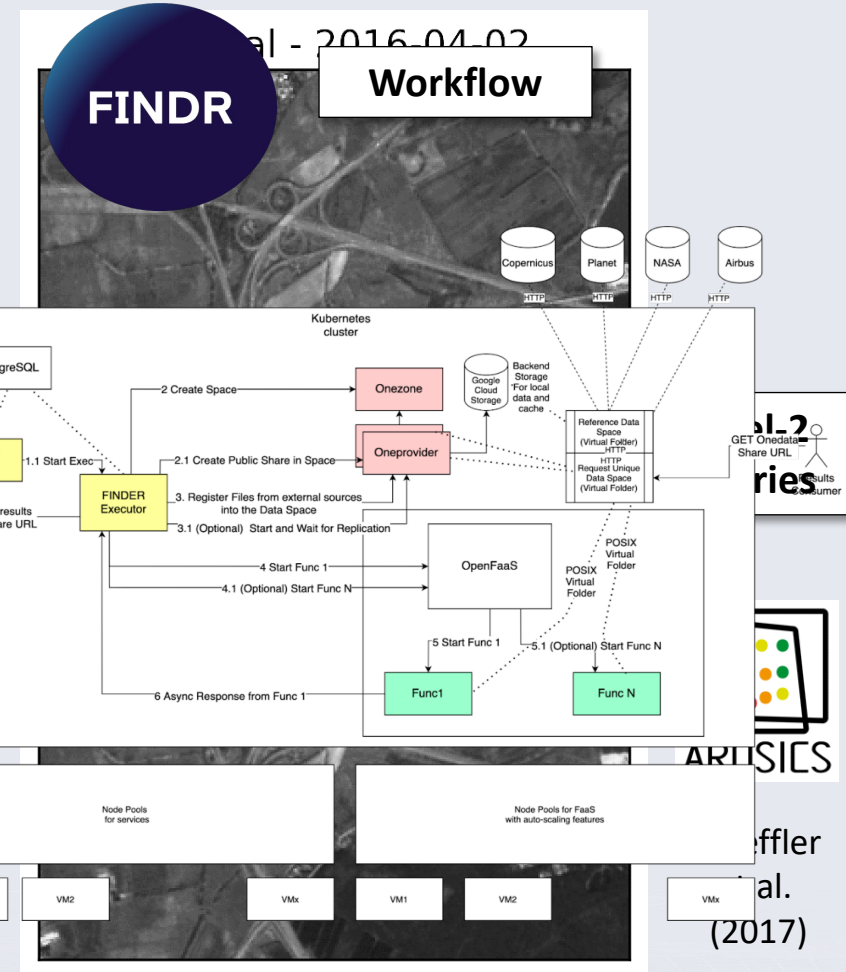 al - 2016-04-02
FINDR
Workflow
Copernicus
Planet
NASA
Airbus
HTTP
HTTP
HTTP
HTTP
Kubernetes
cluster
greSQL
2 Create Space
Onezone
Google
Cloud
Storage
Backend
Storage
For local
data and
cache
Reference Data
Space
(Virtual Folder)
HTTP
HTTP
Request Unique
Data Space
(Virtual Folder)
el-2
ries
GET Onedata
Share URL
Results
Consumer
Oneprovider
1.1 Start Exec
2.1 Create Public Share in Space
FINDER
Executor
3. Register Files from external sources
into the Data Space
3.1 (Optional) Start and Wait for Replication
results
are URL
4 Start Func 1
4.1 (Optional) Start Func N
OpenFaaS
POSIX
Virtual
Folder
POSIX
Virtual
Folder
5 Start Func 1
5.1 (Optional) Start Func N
6 Async Response from Func 1
Func1
Func N
AROSICS
Node Pools
for services
Node Pools for FaaS
with auto-scaling features
effler
al.
(2017)
VM2
VMx
VM1
VM2
VMx